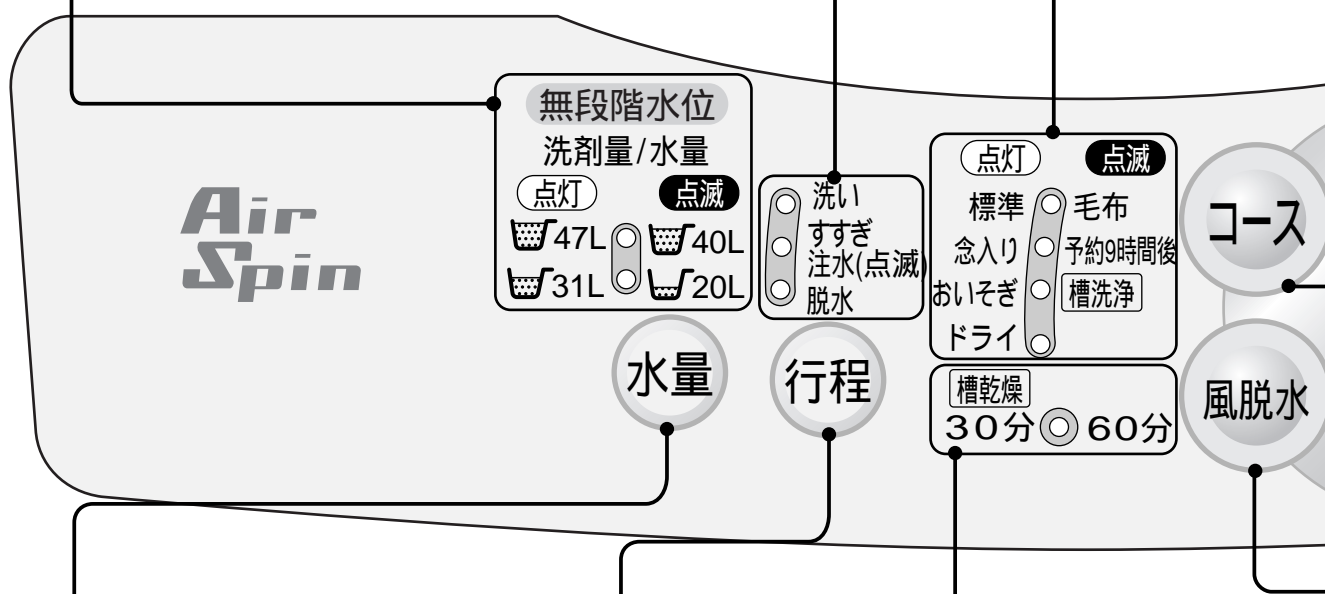 Air
Spin
無段階水位
洗剤量/水量
点灯 点滅
47L 40L
31L 20L
水量
洗い
すすぎ
注水(点滅)
脱水
行程
点灯 点滅
標準 毛布
念入り 予約9時間後
おいそぎ 槽洗浄
ドライ
槽乾燥
30分 60分
コース
風脱水